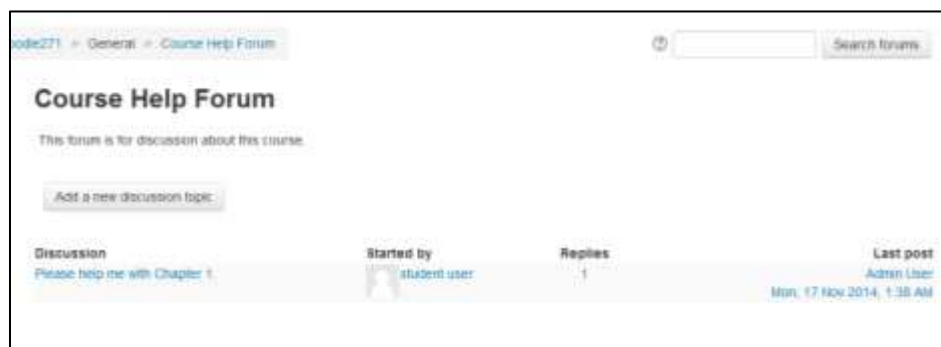 oodle271 > General > Course Help Forum
Search forums
Course Help Forum
This forum is for discussion about this course.
Add a new discussion topic
Discussion Started by Replies Last post
Please help me with Chapter 1. student user 1 Admin User
Mon, 17 Nov 2014, 1:38 AM